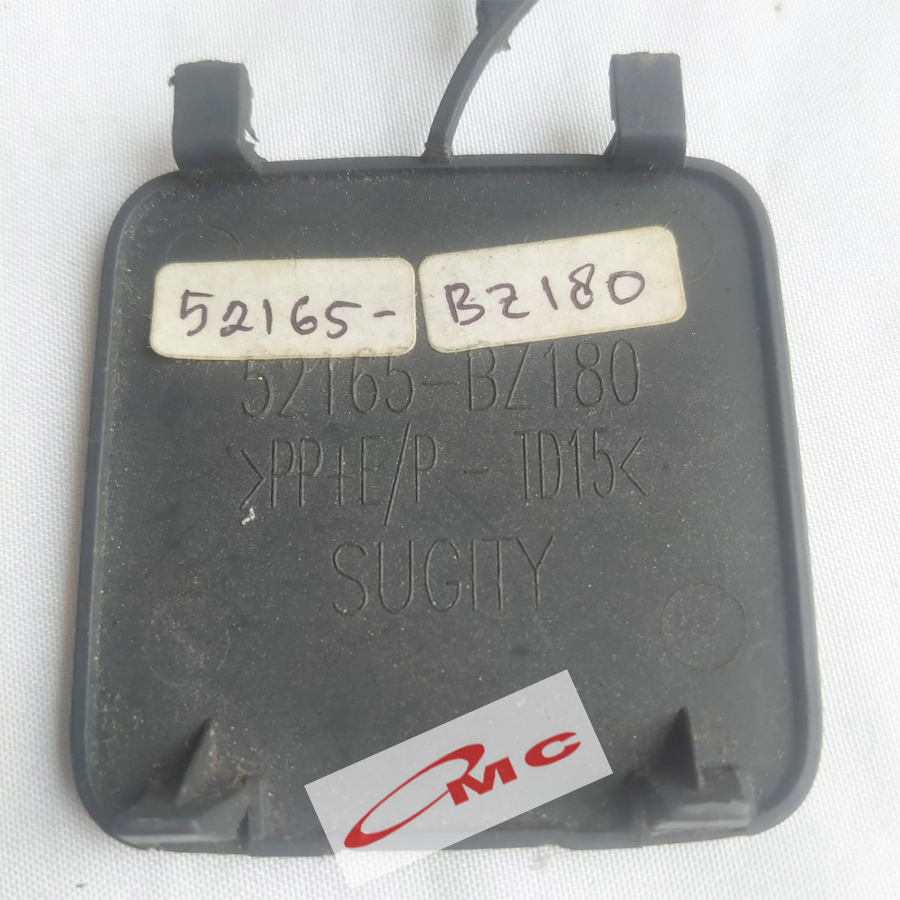 52165- BZ180
52165-BZ180
>PP+E/P - TD15<
SUGITY
MC